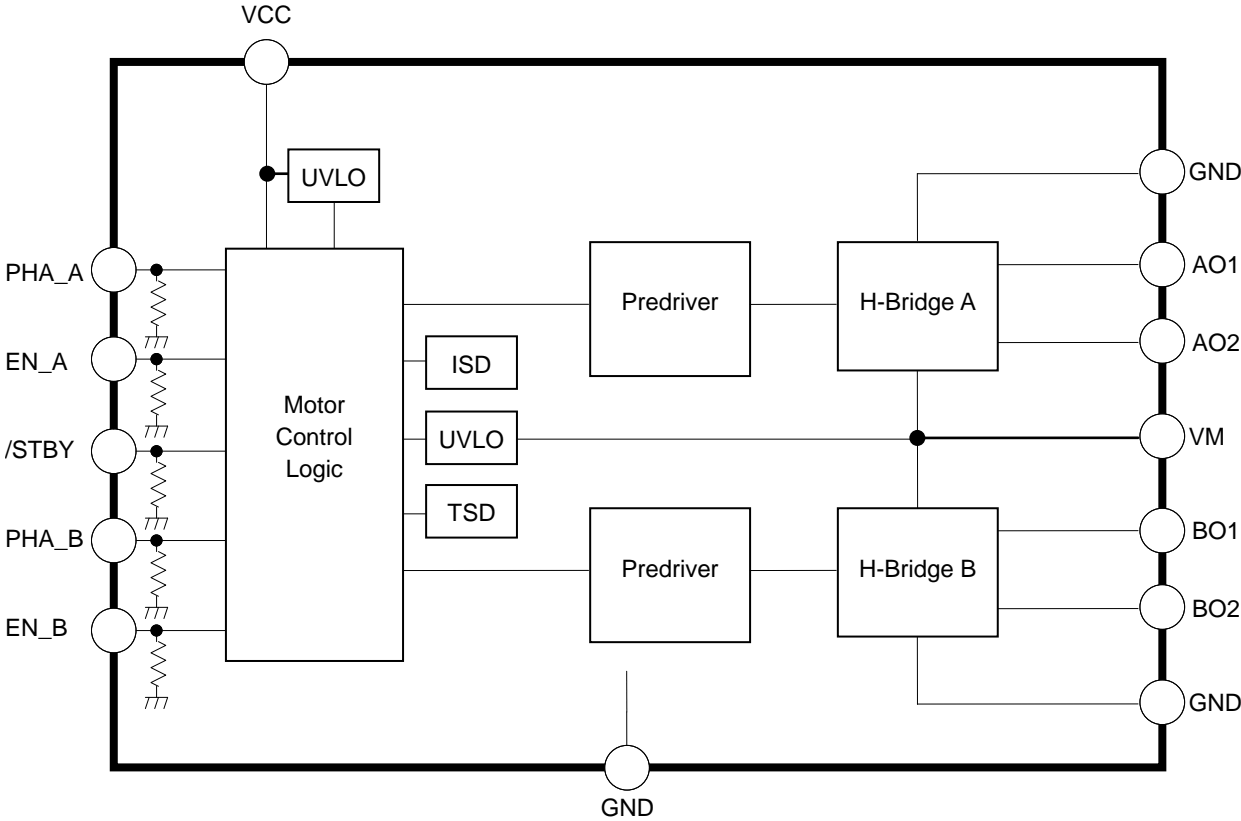 VCC
UVLO
GND
PHA_A
AO1
Predriver
H-Bridge A
AO2
EN_A
ISD
Motor
Control
Logic
/STBY
UVLO
VM
TSD
PHA_B
BO1
Predriver
H-Bridge B
BO2
EN_B
GND
GND